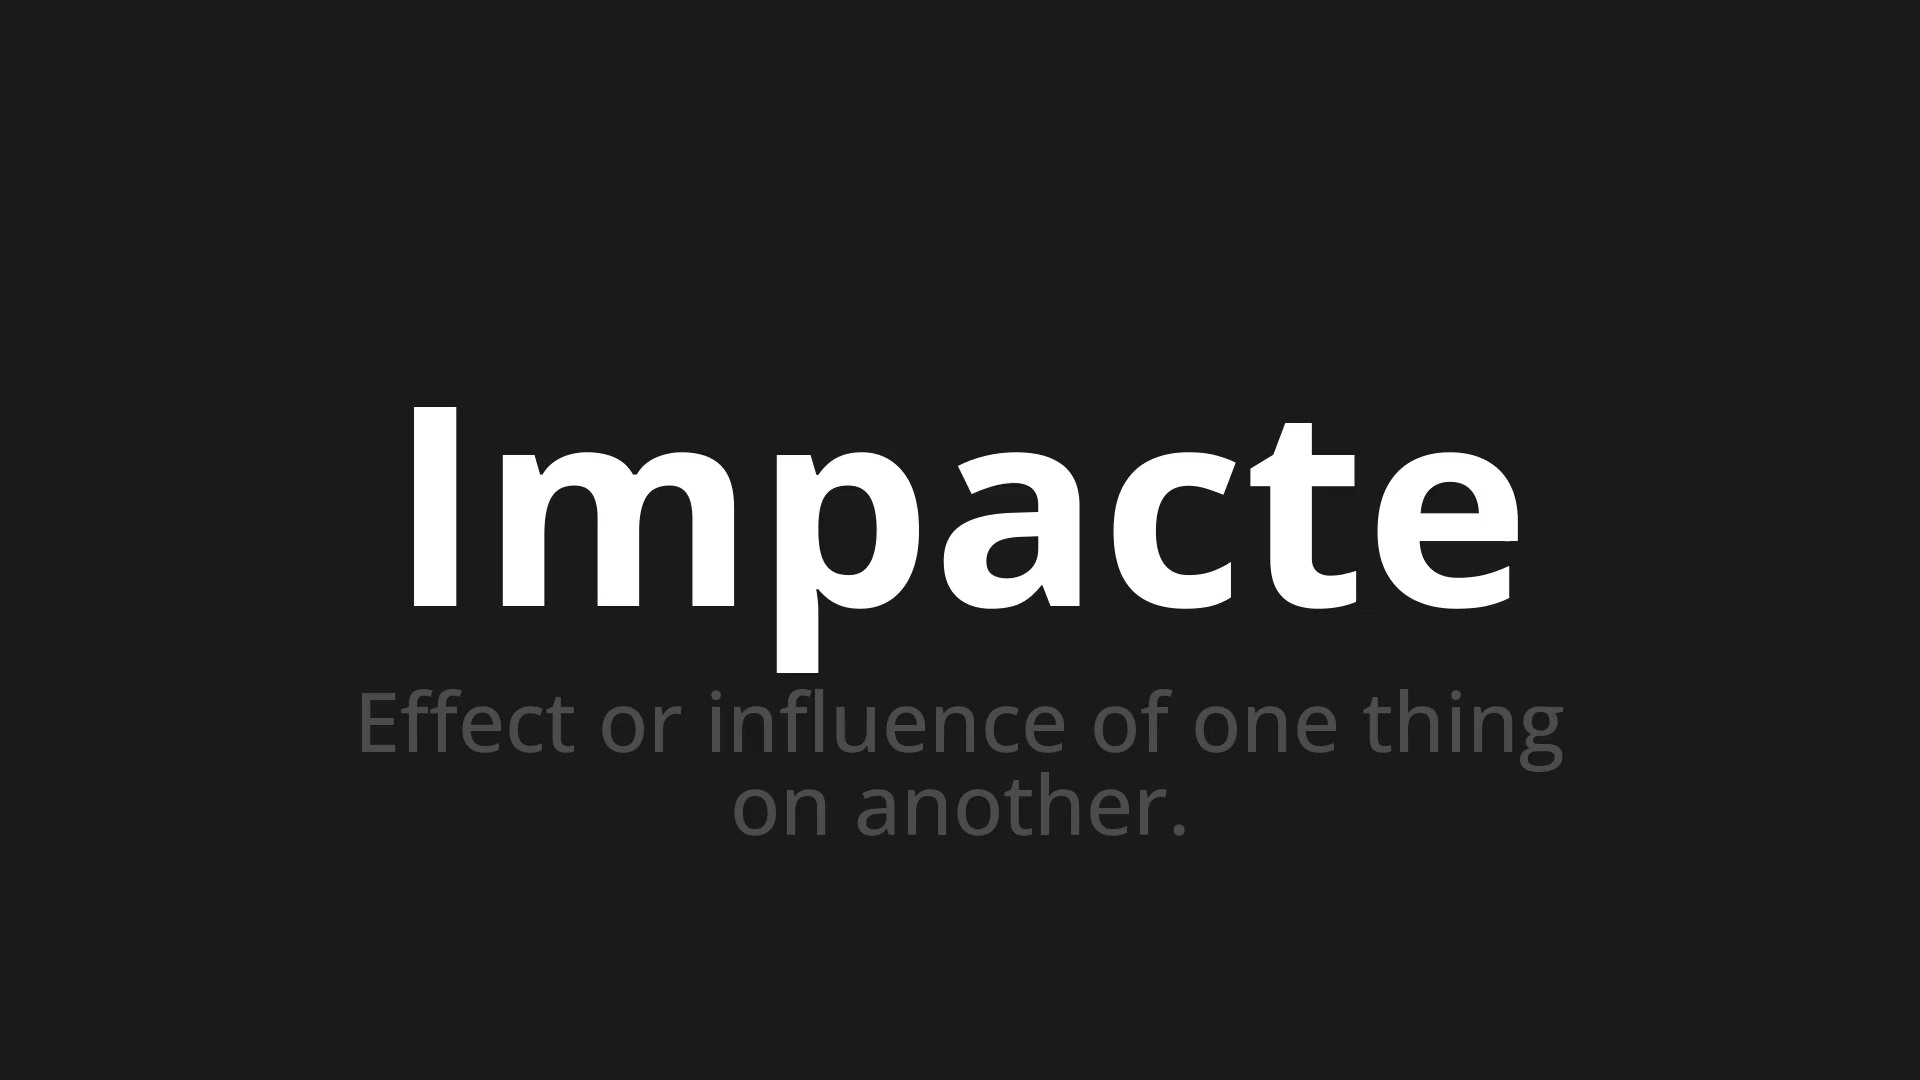 Impacte
Effect or influence of one thing
on another.